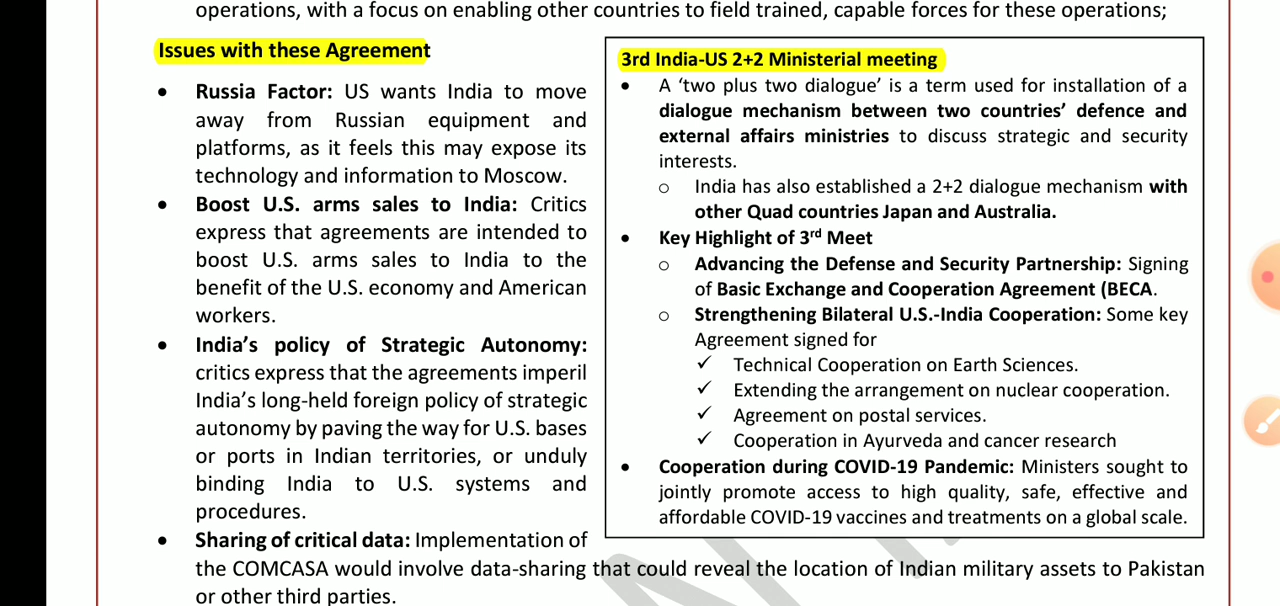 operations, with a focus on enabling other countries to field trained, capable forces for these operations;
Issues with these Agreement
• Russia Factor: US wants India to move
away from Russian equipment and
platforms, as it feels this may expose its
technology and information to Moscow.
• Boost U.S. arms sales to India: Critics
express that agreements are intended to
boost U.S. arms sales to India to the
benefit of the U.S. economy and American
workers.
• India’s policy of Strategic Autonomy:
critics express that the agreements imperil
India’s long-held foreign policy of strategic
autonomy by paving the way for U.S. bases
or ports in Indian territories, or unduly
binding India to U.S. systems and
procedures.
• Sharing of critical data: Implementation of
the COMCASA would involve data-sharing that could reveal the location of Indian military assets to Pakistan
or other third parties.
3rd India-US 2+2 Ministerial meeting
• A ‘two plus two dialogue’ is a term used for installation of a
dialogue mechanism between two countries’ defence and
external affairs ministries to discuss strategic and security
interests.
o India has also established a 2+2 dialogue mechanism with
other Quad countries Japan and Australia.
• Key Highlight of 3rd Meet
o Advancing the Defense and Security Partnership: Signing
of Basic Exchange and Cooperation Agreement (BECA.
o Strengthening Bilateral U.S.-India Cooperation: Some key
Agreement signed for
✓ Technical Cooperation on Earth Sciences.
✓ Extending the arrangement on nuclear cooperation.
✓ Agreement on postal services.
✓ Cooperation in Ayurveda and cancer research
• Cooperation during COVID-19 Pandemic: Ministers sought to
jointly promote access to high quality, safe, effective and
affordable COVID-19 vaccines and treatments on a global scale.